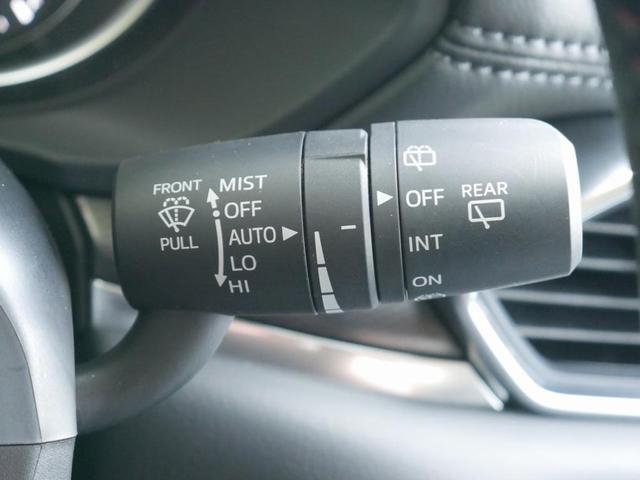 FRONT
PULL
MIST
OFF
AUTO
LO
HI
OFF
INT
ON
REAR